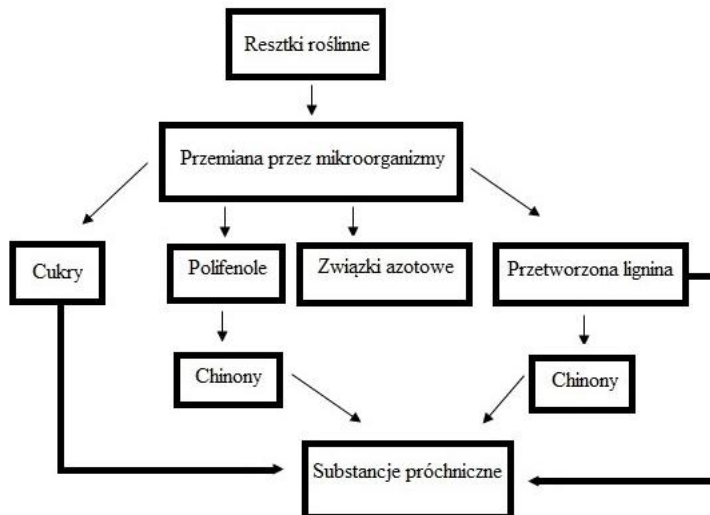 Resztki roślinne
Przemiana przez mikroorganizmy
Cukry
Polifenole
Związki azotowe
Przetworzona lignina
Chinony
Chinony
Substancje próchniczne